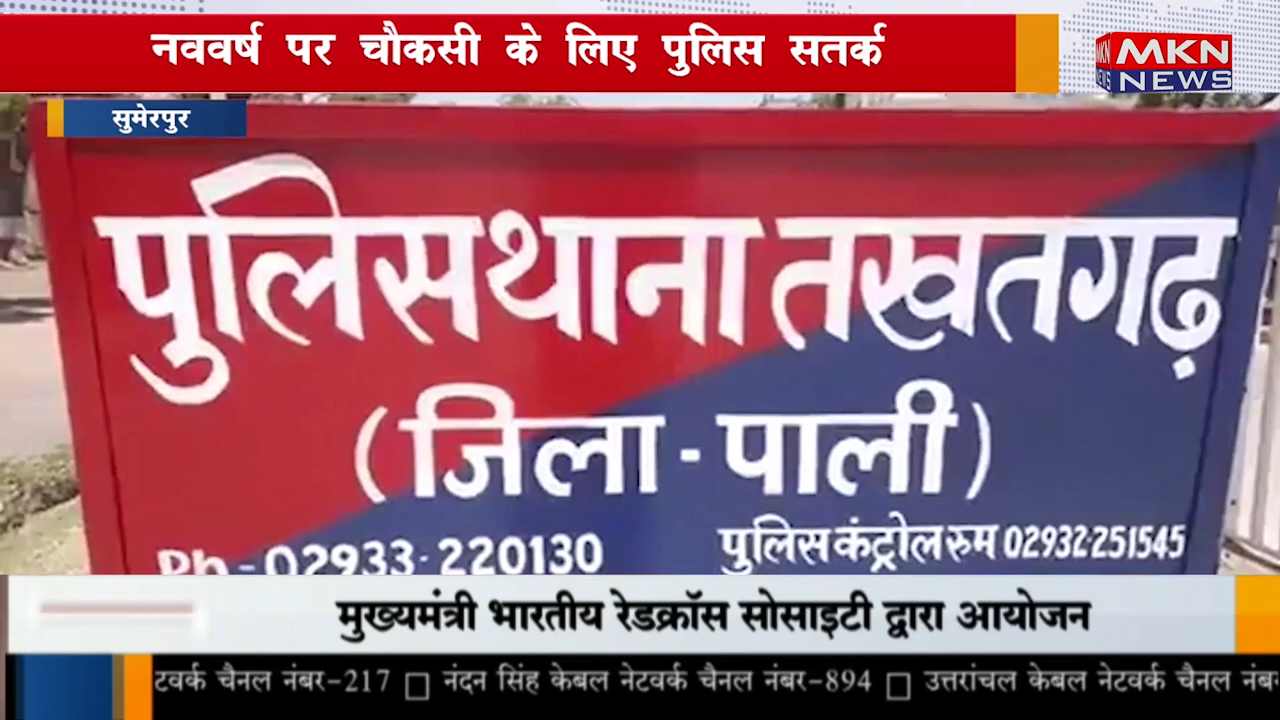 नववर्ष पर चौकसी के लिए पुलिस सतर्क
MKN
NEWS
सुमेरपुर
पुलिस थाना तखतगढ़
(जिला - पाली)
Ph - 02933-220130
पुलिस कंट्रोल रुम 02932-251545
मुख्यमंत्री भारतीय रेडक्रॉस सोसाइटी द्वारा आयोजन
टवर्क चैनल नंबर-217 □ नंदन सिंह केबल नेटवर्क चैनल नंबर-894 □ उत्तरांचल केबल नेटवर्क चैनल नंब